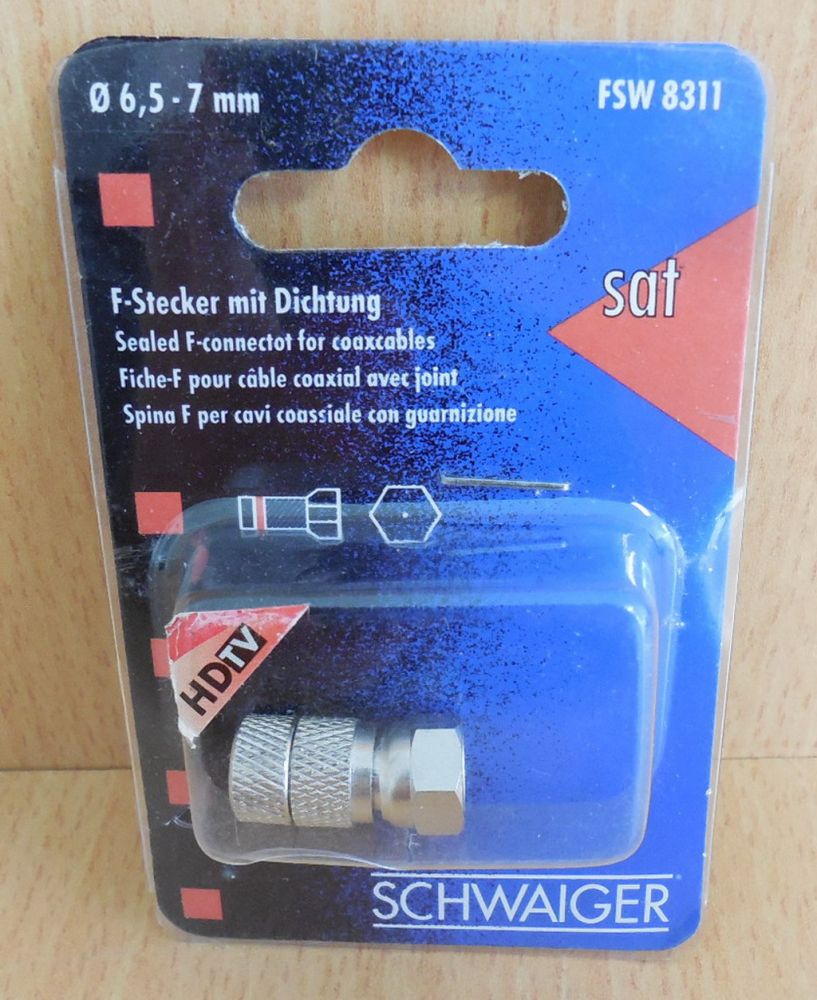 Ø 6,5 - 7 mm
FSW 8311
sat
F-Stecker mit Dichtung
Sealed F-connectot for coaxcables
Fiche-F pour câble coaxial avec joint
Spina F per cavi coassiale con guarnizione
HDTV
SCHWAIGER®